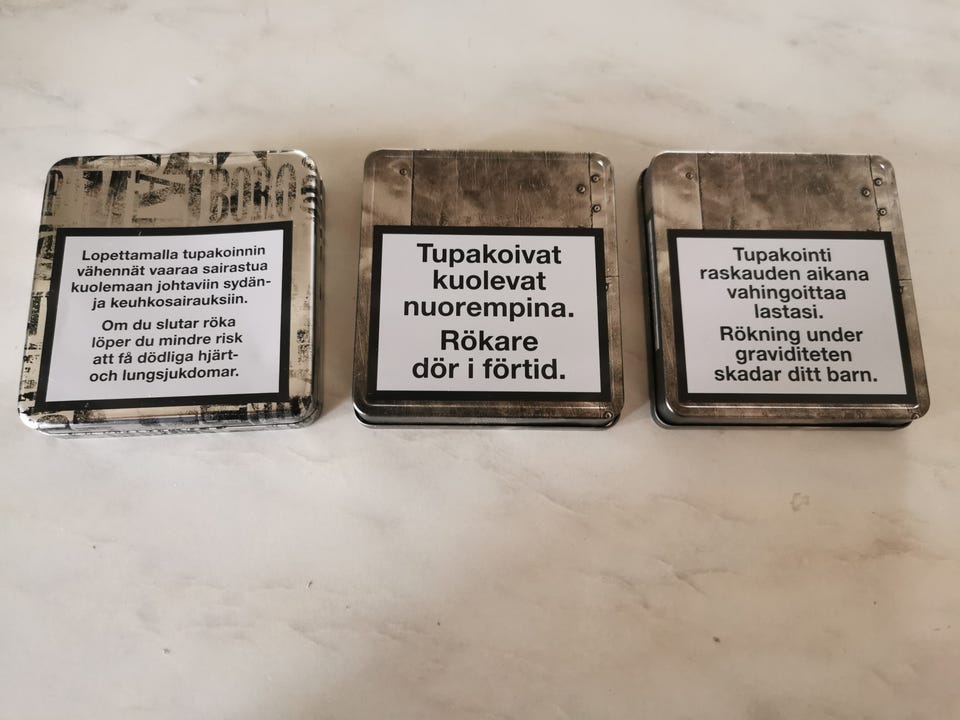 Lopettamalla tupakoinnin
vähennät vaaraa sairastua
kuolemaan johtaviin sydän-
ja keuhkosairauksiin.
Om du slutar röka
löper du mindre risk
att få dödliga hjärt-
och lungsjukdomar.
Tupakoivat
kuolevat
nuorempina.
Rökare
dör i förtid.
Tupakointi
raskauden aikana
vahingoittaa
lastasi.
Rökning under
graviditeten
skadar ditt barn.